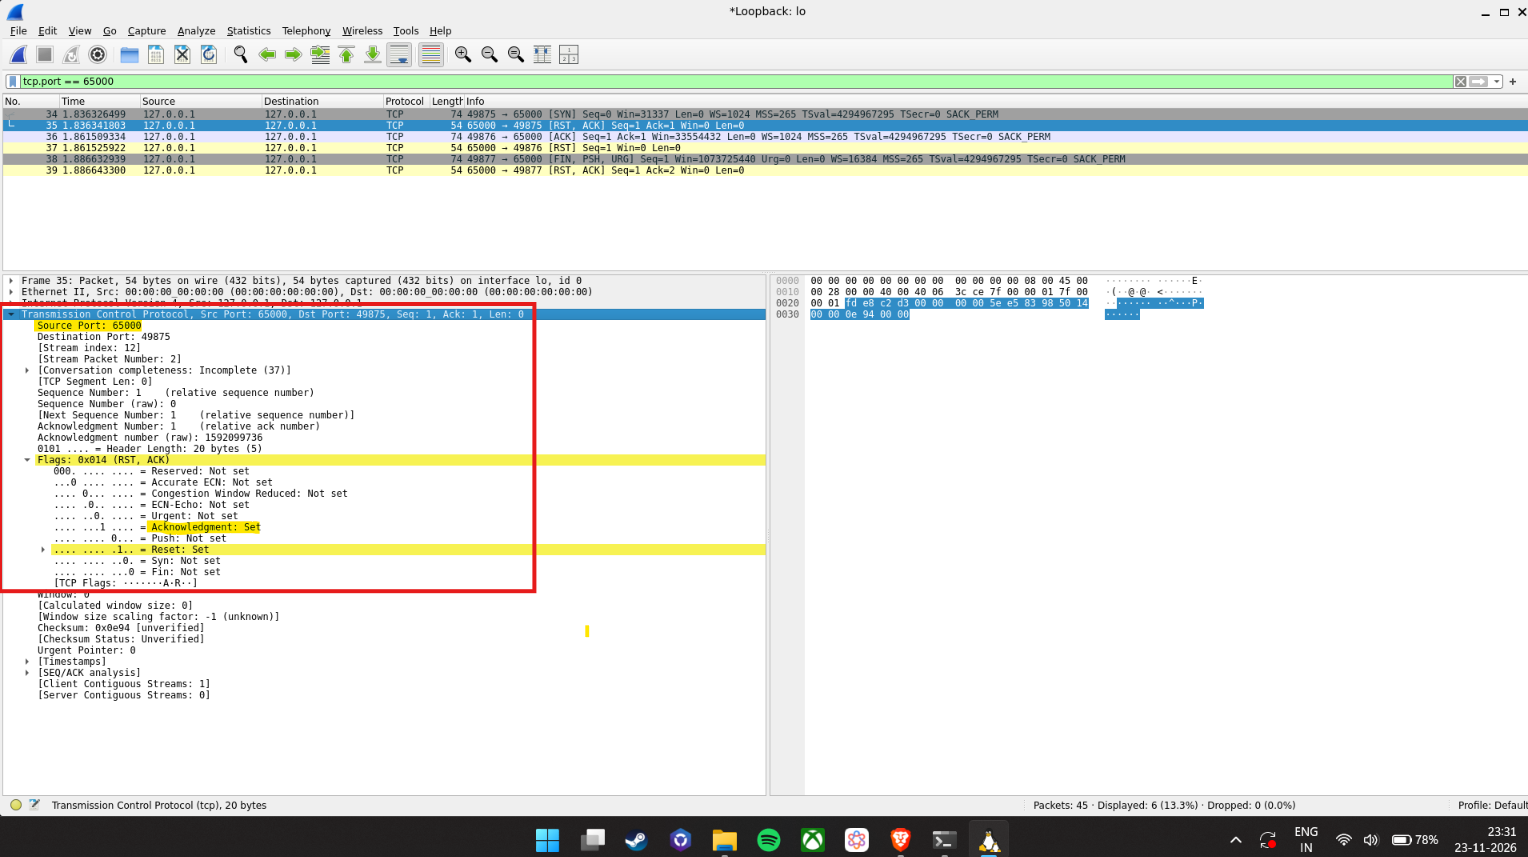 *Loopback: lo
File Edit View Go Capture Analyze Statistics Telephony Wireless Tools Help
tcp.port == 65000
No. Time Source Destination Protocol Length Info
34 1.836326499 127.0.0.1 127.0.0.1 TCP 74 49875 → 65000 [SYN] Seq=0 Win=31337 Len=0 WS=1024 MSS=265 TSval=4294967295 TSecr=0 SACK_PERM
35 1.836341803 127.0.0.1 127.0.0.1 TCP 54 65000 → 49875 [RST, ACK] Seq=1 Ack=1 Win=0 Len=0
36 1.861509334 127.0.0.1 127.0.0.1 TCP 74 49876 → 65000 [ACK] Seq=1 Ack=1 Win=33554432 Len=0 WS=1024 MSS=265 TSval=4294967295 TSecr=0 SACK_PERM
37 1.861525922 127.0.0.1 127.0.0.1 TCP 54 65000 → 49876 [RST] Seq=1 Win=0 Len=0
38 1.886632939 127.0.0.1 127.0.0.1 TCP 74 49877 → 65000 [FIN, PSH, URG] Seq=1 Win=1073725440 Urg=0 Len=0 WS=16384 MSS=265 TSval=4294967295 TSecr=0 SACK_PERM
39 1.886643300 127.0.0.1 127.0.0.1 TCP 54 65000 → 49877 [RST, ACK] Seq=1 Ack=2 Win=0 Len=0
Frame 35: Packet, 54 bytes on wire (432 bits), 54 bytes captured (432 bits) on interface lo, id 0
Ethernet II, Src: 00:00:00_00:00:00 (00:00:00:00:00:00), Dst: 00:00:00_00:00:00 (00:00:00:00:00:00)
Internet Protocol Version 4, Src: 127.0.0.1, Dst: 127.0.0.1
Transmission Control Protocol, Src Port: 65000, Dst Port: 49875, Seq: 1, Ack: 1, Len: 0
Source Port: 65000
Destination Port: 49875
[Stream index: 12]
[Stream Packet Number: 2]
[Conversation completeness: Incomplete (37)]
[TCP Segment Len: 0]
Sequence Number: 1 (relative sequence number)
Sequence Number (raw): 0
[Next Sequence Number: 1 (relative sequence number)]
Acknowledgment Number: 1 (relative ack number)
Acknowledgment number (raw): 1592099736
0101 .... = Header Length: 20 bytes (5)
Flags: 0x014 (RST, ACK)
000. .... .... = Reserved: Not set
...0 .... .... = Accurate ECN: Not set
.... 0... .... = Congestion Window Reduced: Not set
.... .0.. .... = ECN-Echo: Not set
.... ..0. .... = Urgent: Not set
.... ...1 .... = Acknowledgment: Set
.... .... 0... = Push: Not set
.... .... .1.. = Reset: Set
.... .... ..0. = Syn: Not set
.... .... ...0 = Fin: Not set
[TCP Flags: ·······A·R··]
Window: 0
[Calculated window size: 0]
[Window size scaling factor: -1 (unknown)]
Checksum: 0x0e94 [unverified]
[Checksum Status: Unverified]
Urgent Pointer: 0
[Timestamps]
[SEQ/ACK analysis]
[Client Contiguous Streams: 1]
[Server Contiguous Streams: 0]
0000 00 00 00 00 00 00 00 00 00 00 00 00 08 00 45 00 ········ ······E·
0010 00 28 00 00 40 00 40 06 3c ce 7f 00 00 01 7f 00 ·(··@·@· <·······
0020 00 01 fd e8 c2 d3 00 00 00 00 5e e5 83 98 50 14 ········ ··^···P·
0030 00 00 0e 94 00 00 ······
Transmission Control Protocol (tcp), 20 bytes
Packets: 45 · Displayed: 6 (13.3%) · Dropped: 0 (0.0%)
Profile: Default
ENG
IN
78%
23:31
23-11-2026